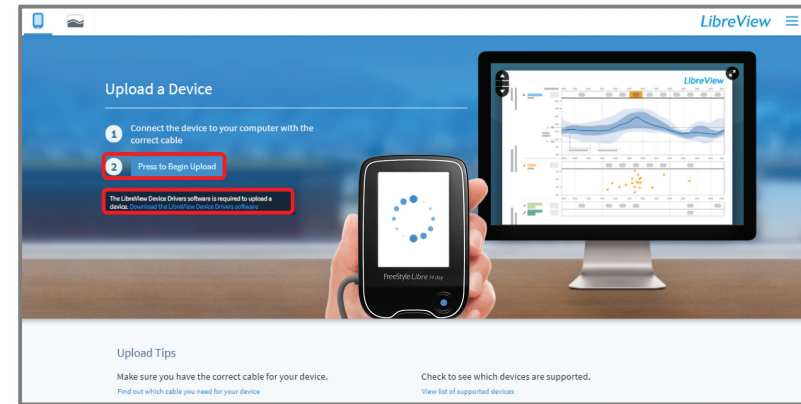 LibreView
Upload a Device
1 Connect the device to your computer with the
correct cable
2 Press to Begin Upload
The LibreView Device Drivers software is required to upload a
device. Download the LibreView Device Drivers software
LibreView
FreeStyle Libre 14 day
Upload Tips
Make sure you have the correct cable for your device.
Find out which cable you need for your device
Check to see which devices are supported.
View list of supported devices